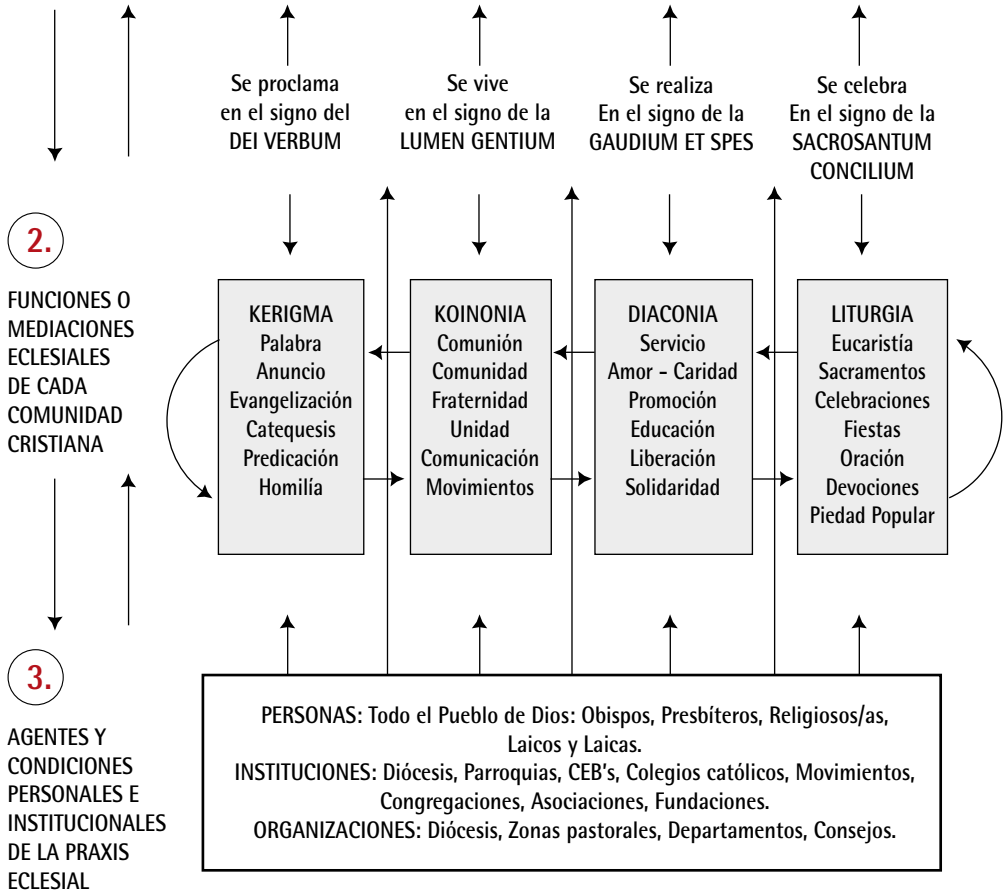 Se proclama
en el signo del
DEI VERBUM
Se vive
en el signo de la
LUMEN GENTIUM
Se realiza
En el signo de la
GAUDIUM ET SPES
Se celebra
En el signo de la
SACROSANTUM
CONCILIUM
2.
FUNCIONES O
MEDIACIONES
ECLESIALES
DE CADA
COMUNIDAD
CRISTIANA
KERIGMA
Palabra
Anuncio
Evangelización
Catequesis
Predicación
Homilía
KOINONIA
Comunión
Comunidad
Fraternidad
Unidad
Comunicación
Movimientos
DIACONIA
Servicio
Amor - Caridad
Promoción
Educación
Liberación
Solidaridad
LITURGIA
Eucaristía
Sacramentos
Celebraciones
Fiestas
Oración
Devociones
Piedad Popular
3.
AGENTES Y
CONDICIONES
PERSONALES E
INSTITUCIONALES
DE LA PRAXIS
ECLESIAL
PERSONAS: Todo el Pueblo de Dios: Obispos, Presbíteros, Religiosos/as,
Laicos y Laicas.
INSTITUCIONES: Diócesis, Parroquias, CEB's, Colegios católicos, Movimientos,
Congregaciones, Asociaciones, Fundaciones.
ORGANIZACIONES: Diócesis, Zonas pastorales, Departamentos, Consejos.